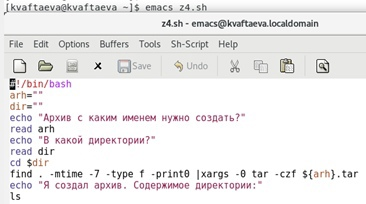 [kvaftaeva@kvaftaeva ~]$ emacs z4.sh
z4.sh - emacs@kvaftaeva.localdomain
File Edit Options Buffers Tools Sh-Script Help
Save Undo
#!/bin/bash
arh=""
dir=""
echo "Архив с каким именем нужно создать?"
read arh
echo "В какой директории?"
read dir
cd $dir
find . -mtime -7 -type f -print0 |xargs -0 tar -czf ${arh}.tar
echo "Я создал архив. Содержимое директории:"
ls